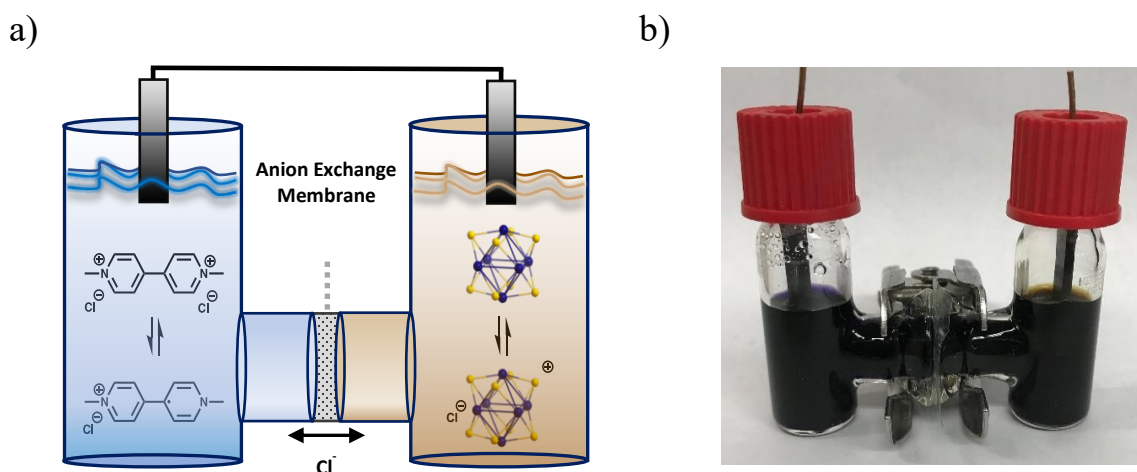 a)
b)
Anion Exchange
Membrane
⊕ ⊕
N N
Cl⊖ ⊖Cl
⊕
N N
Cl⊖
⊕
Cl⊖
Cl⁻